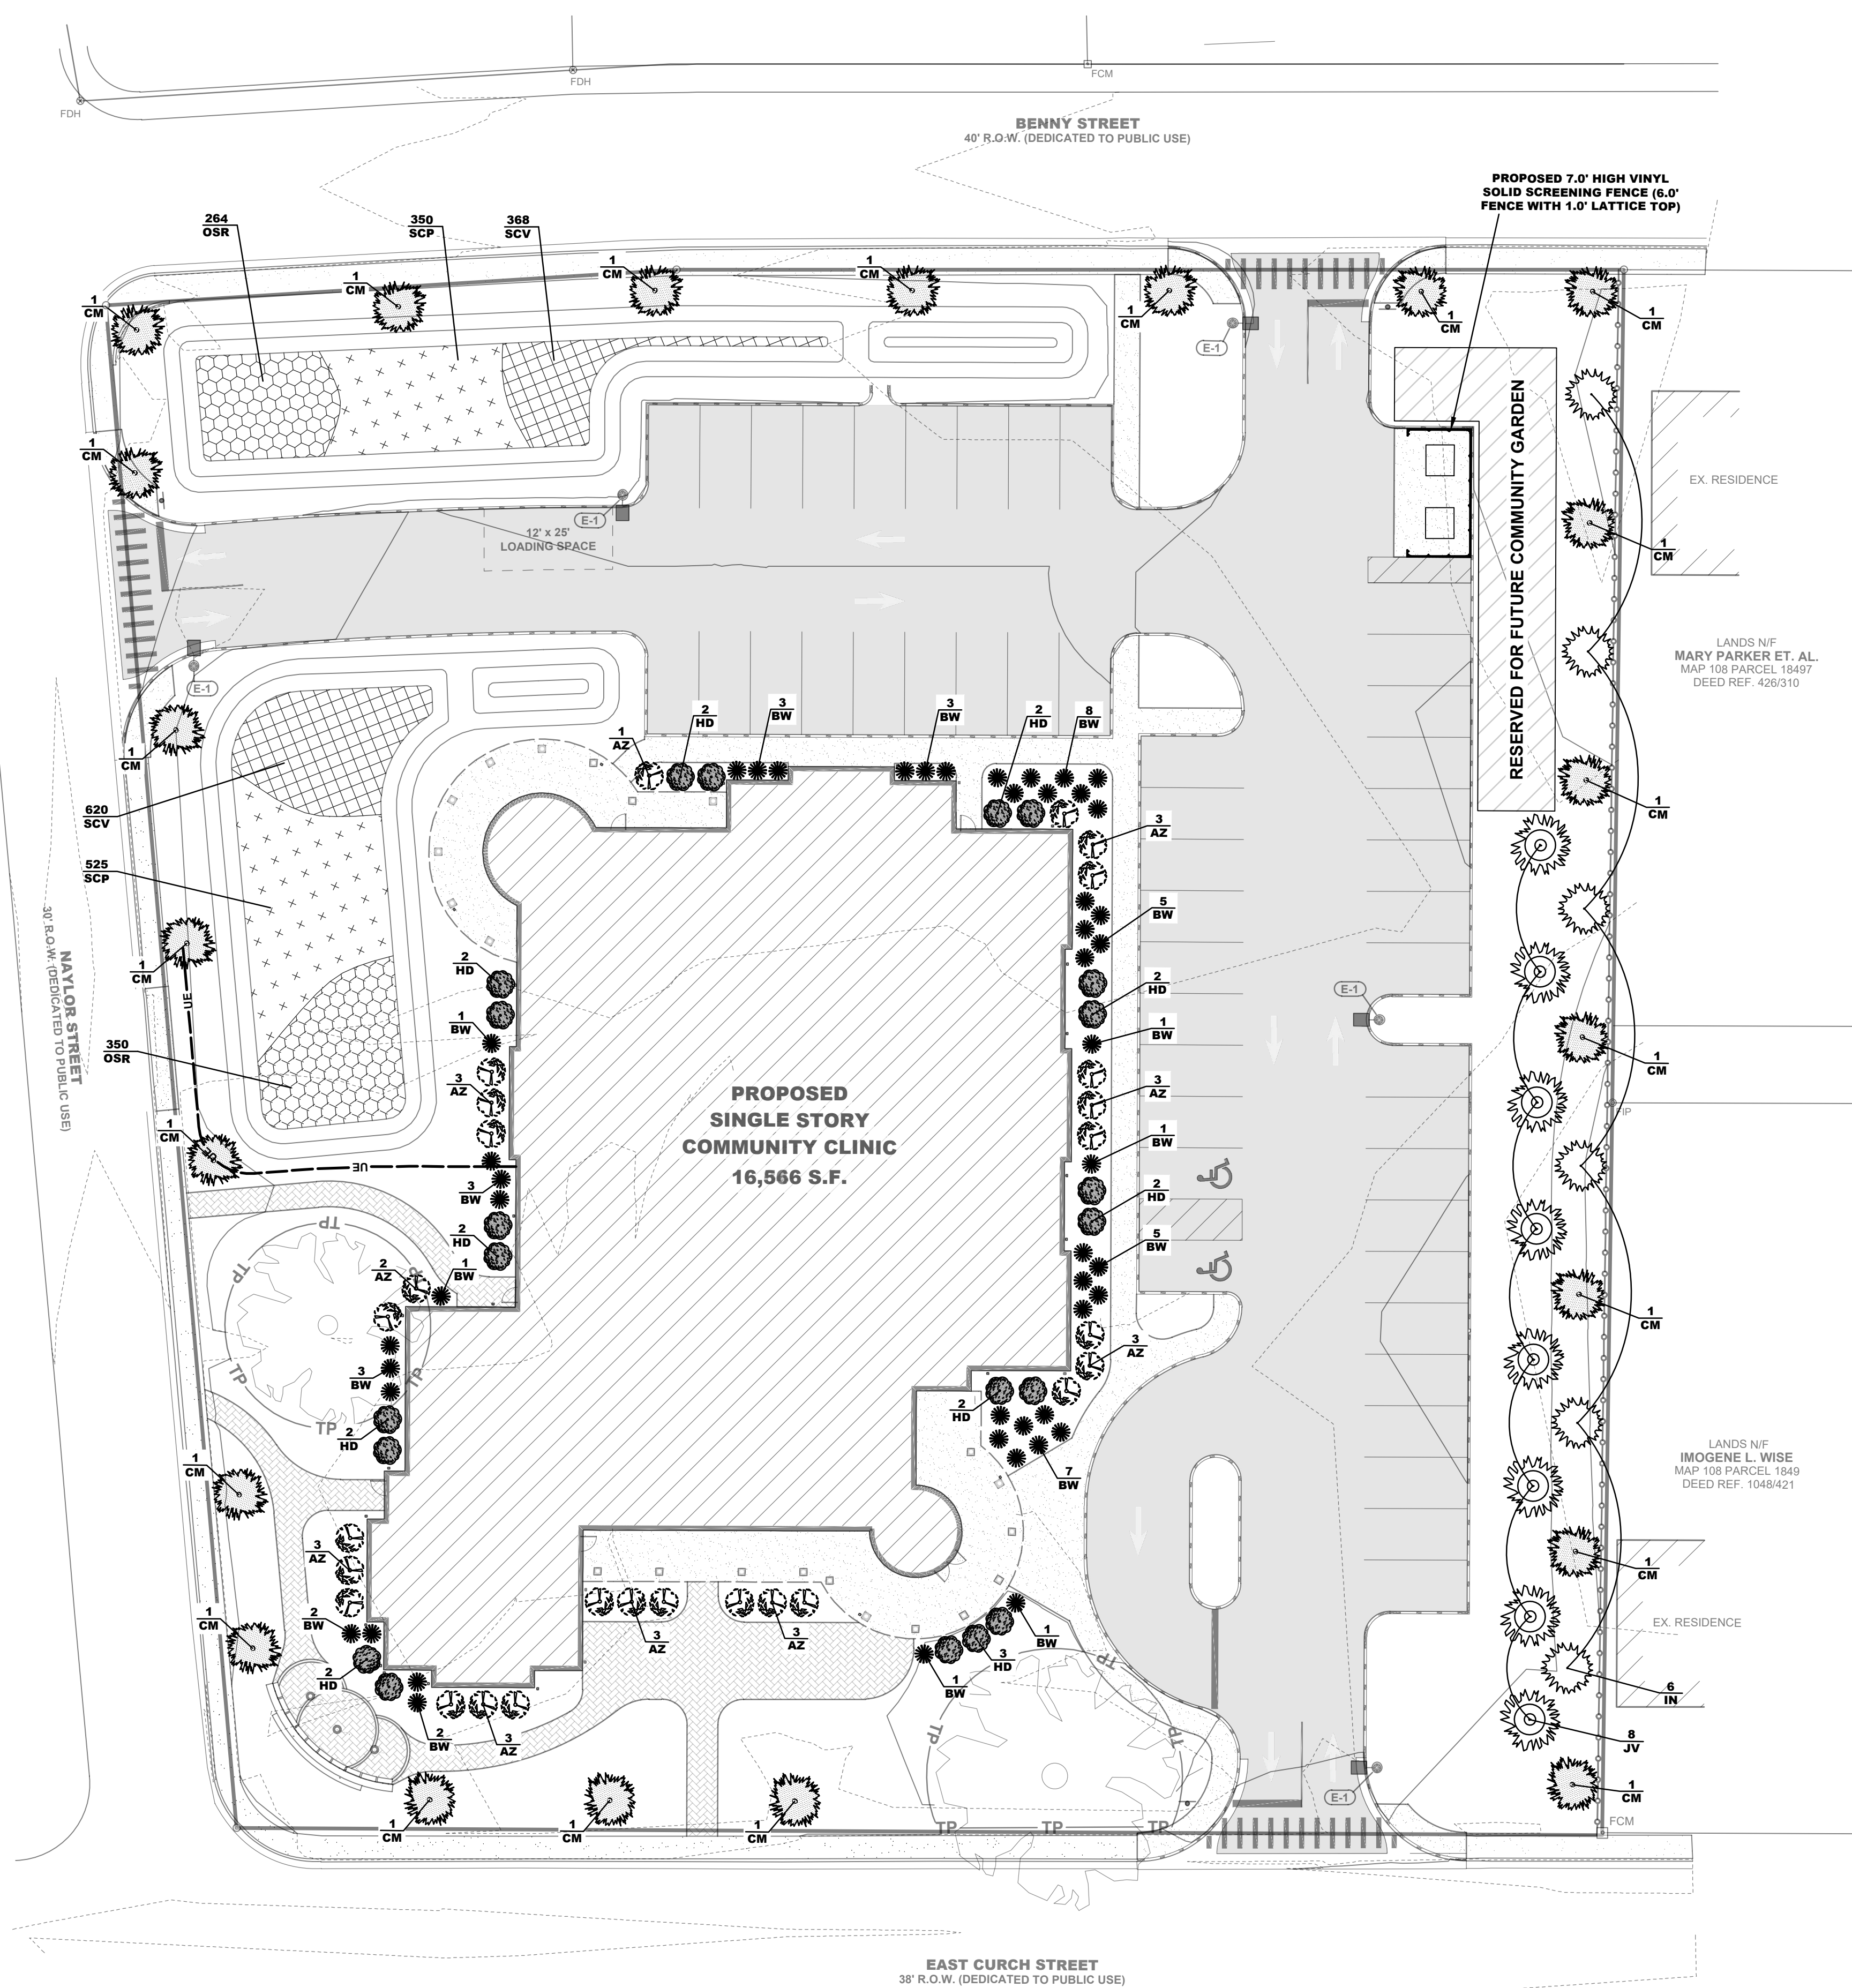 FDH
FDH
FCM
BENNY STREET
40' R.O.W. (DEDICATED TO PUBLIC USE)
PROPOSED 7.0' HIGH VINYL
SOLID SCREENING FENCE (6.0'
FENCE WITH 1.0' LATTICE TOP)
264
OSR
350
SCP
368
SCV
1
CM
1
CM
1
CM
1
CM
1
CM
1
CM
1
CM
E-1
1
CM
EX. RESIDENCE
E-1
12' x 25'
LOADING SPACE
1
CM
RESERVED FOR FUTURE COMMUNITY GARDEN
LANDS N/F
MARY PARKER ET. AL.
MAP 108 PARCEL 18497
DEED REF. 426/310
E-1
1
CM
1
AZ
2
HD
3
BW
3
BW
2
HD
8
BW
1
CM
620
SCV
3
AZ
525
SCP
5
BW
NAYLOR STREET
30' R.O.W. (DEDICATED TO PUBLIC USE)
1
CM
UE
2
HD
2
HD
E-1
1
BW
1
BW
350
OSR
1
CM
3
AZ
3
AZ
PROPOSED
SINGLE STORY
COMMUNITY CLINIC
16,566 S.F.
FIP
1
CM
UE
UE
1
BW
3
BW
2
HD
TP
2
HD
5
BW
TP
2
AZ
1
BW
TP
1
CM
3
AZ
TP
3
BW
TP
TP
2
HD
2
HD
LANDS N/F
IMOGENE L. WISE
MAP 108 PARCEL 1849
DEED REF. 1048/421
1
CM
7
BW
3
AZ
1
CM
1
CM
2
BW
EX. RESIDENCE
3
AZ
3
AZ
1
BW
3
HD
1
BW
TP
2
HD
6
IN
2
BW
3
AZ
TP
TP
8
JV
1
CM
E-1
1
CM
1
CM
1
CM
TP
TP
TP
FCM
EAST CURCH STREET
38' R.O.W. (DEDICATED TO PUBLIC USE)